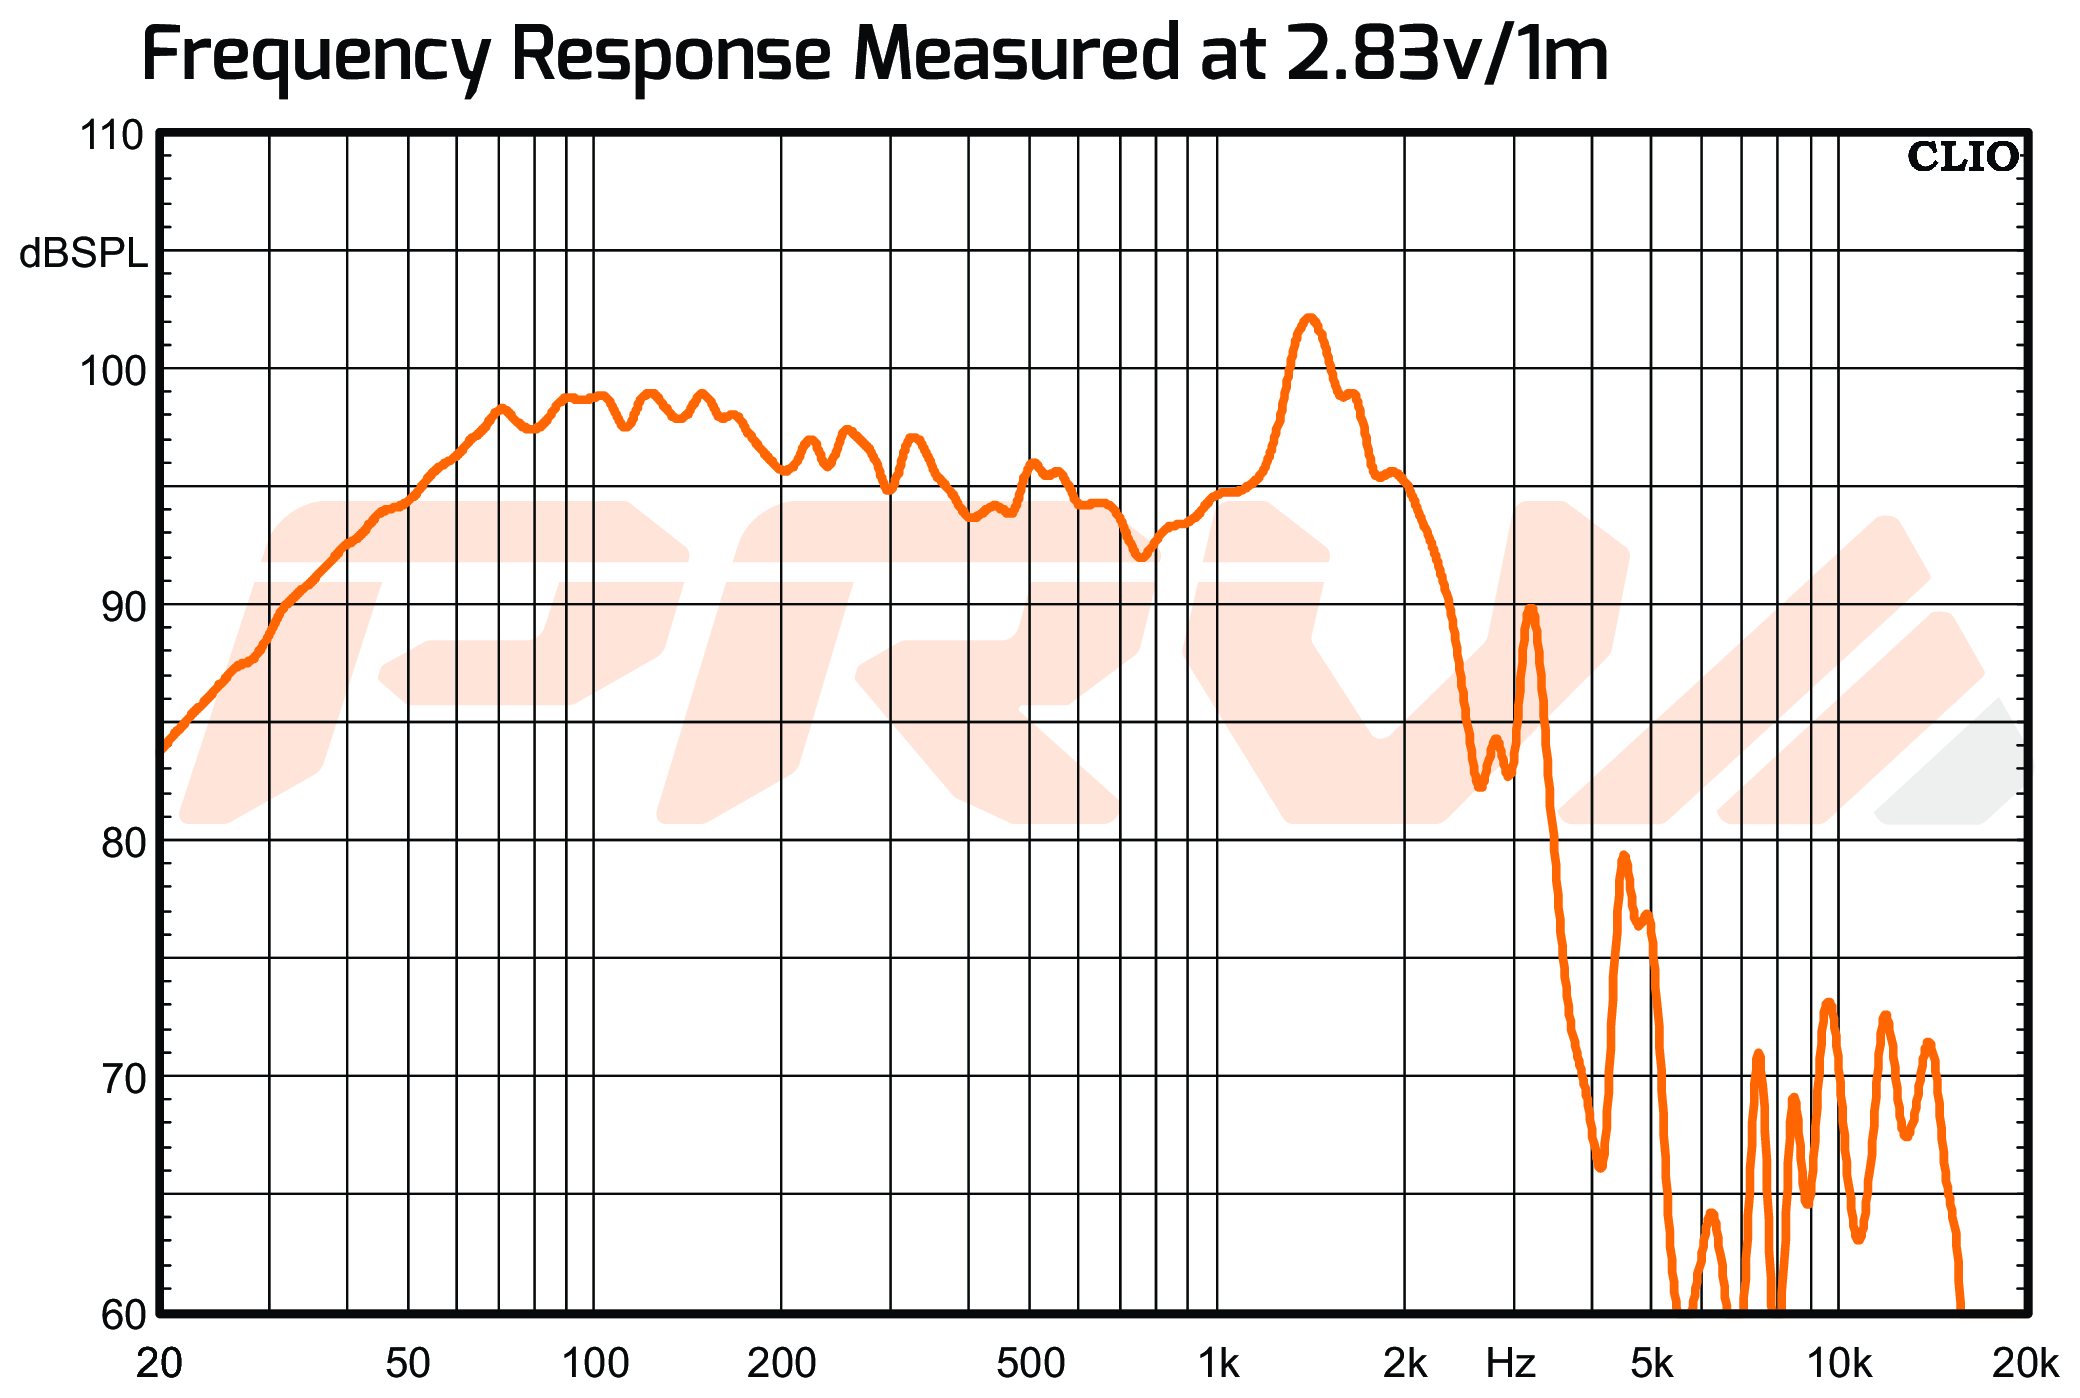 Frequency Response Measured at 2.83v/1m
110
CLIO
dBSPL
100
90
PRV
80
70
60
20 50 100 200 500 1k 2k Hz 5k 10k 20k